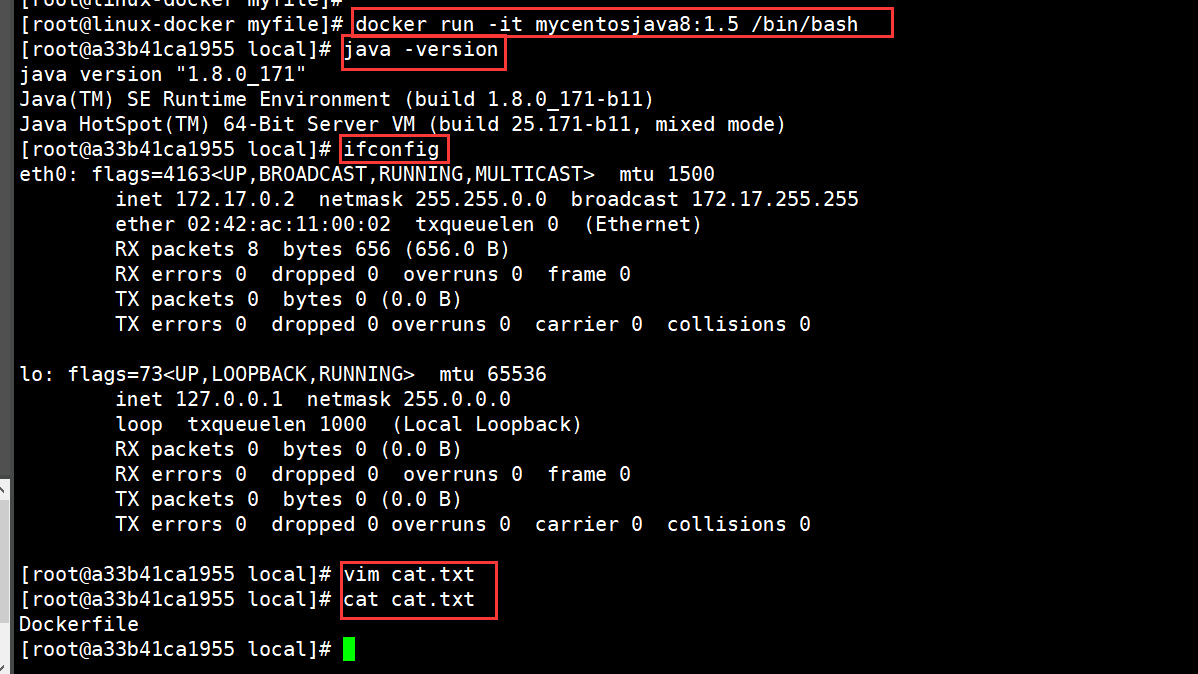 [root@linux-docker myfile]#
[root@linux-docker myfile]# docker run -it mycentosjava8:1.5 /bin/bash
[root@a33b41ca1955 local]# java -version
java version "1.8.0_171"
Java(TM) SE Runtime Environment (build 1.8.0_171-b11)
Java HotSpot(TM) 64-Bit Server VM (build 25.171-b11, mixed mode)
[root@a33b41ca1955 local]# ifconfig
eth0: flags=4163<UP,BROADCAST,RUNNING,MULTICAST>  mtu 1500
        inet 172.17.0.2  netmask 255.255.0.0  broadcast 172.17.255.255
        ether 02:42:ac:11:00:02  txqueuelen 0  (Ethernet)
        RX packets 8  bytes 656 (656.0 B)
        RX errors 0  dropped 0  overruns 0  frame 0
        TX packets 0  bytes 0 (0.0 B)
        TX errors 0  dropped 0 overruns 0  carrier 0  collisions 0

lo: flags=73<UP,LOOPBACK,RUNNING>  mtu 65536
        inet 127.0.0.1  netmask 255.0.0.0
        loop  txqueuelen 1000  (Local Loopback)
        RX packets 0  bytes 0 (0.0 B)
        RX errors 0  dropped 0  overruns 0  frame 0
        TX packets 0  bytes 0 (0.0 B)
        TX errors 0  dropped 0 overruns 0  carrier 0  collisions 0

[root@a33b41ca1955 local]# vim cat.txt
[root@a33b41ca1955 local]# cat cat.txt
Dockerfile
[root@a33b41ca1955 local]#